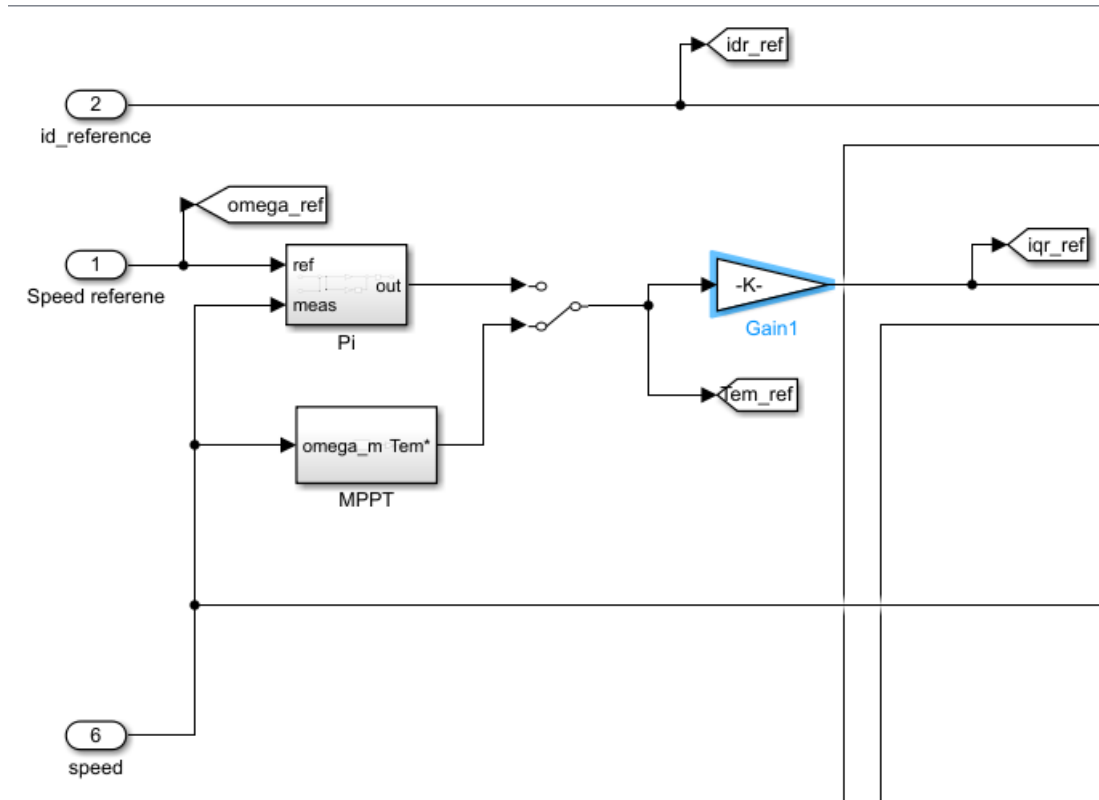 idr_ref
2
id_reference
omega_ref
1
Speed referene
ref
meas
out
Pi
-K-
Gain1
iqr_ref
Tem_ref
omega_m Tem*
MPPT
6
speed